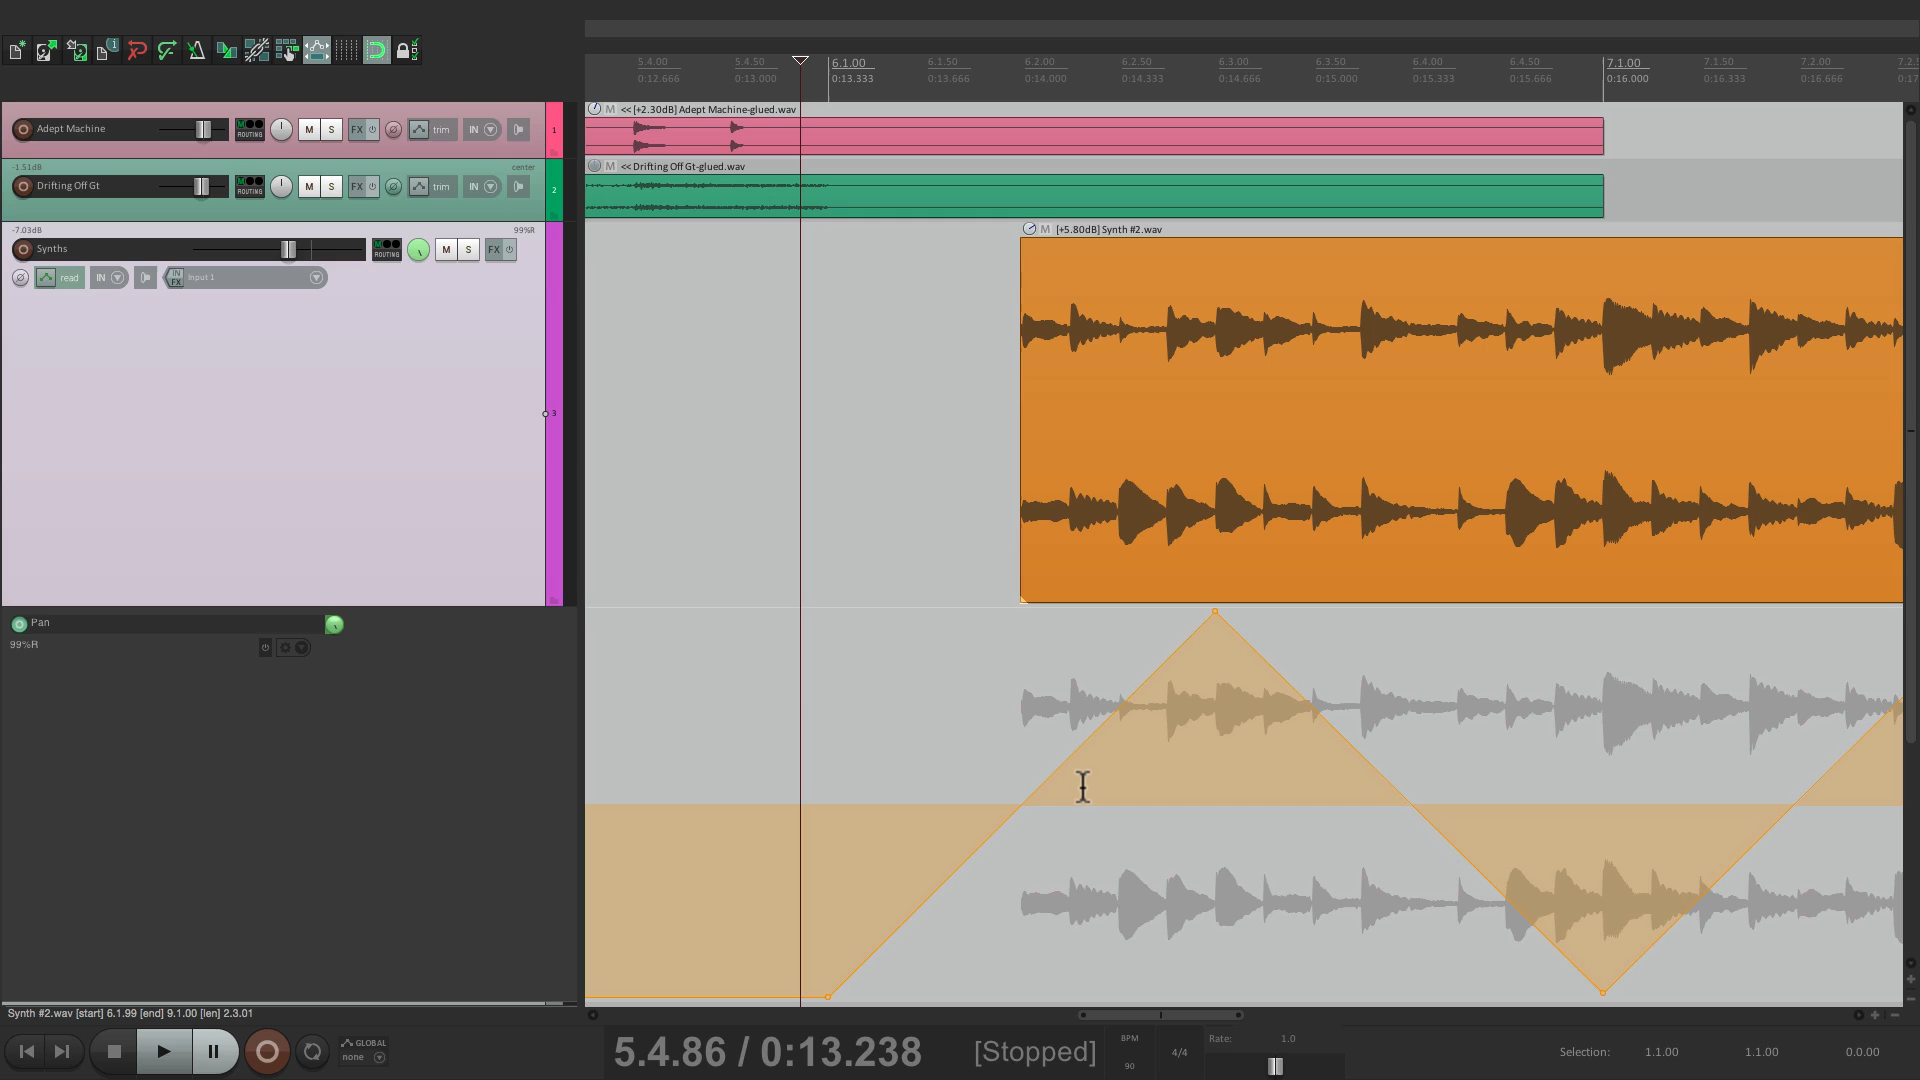 5.4.00 5.4.50 6.1.00 6.1.50 6.2.00 6.2.50 6.3.00 6.3.50 6.4.00 6.4.50 7.1.00 7.1.50 7.2.00
0:12.666 0:13.000 0:13.333 0:13.666 0:14.000 0:14.333 0:14.666 0:15.000 0:15.333 0:15.666 0:16.000 0:16.333 0:16.666
M << [+2.30dB] Adept Machine-glued.wav
Adept Machine ROUTING M S FX trim IN 1
-1.51dB center
M << Drifting Off Gt-glued.wav
Drifting Off Gt ROUTING M S FX trim IN 2
-7.03dB 99%R
M [+5.80dB] Synth #2.wav
Synths ROUTING M S FX
read IN IN FX Input 1
3
Pan
99%R
Synth #2.wav [start] 6.1.99 [end] 9.1.00 [len] 2.3.01
GLOBAL
none
5.4.86 / 0:13.238 [Stopped]
BPM
90
4/4
Rate: 1.0
Selection: 1.1.00 1.1.00 0.0.00